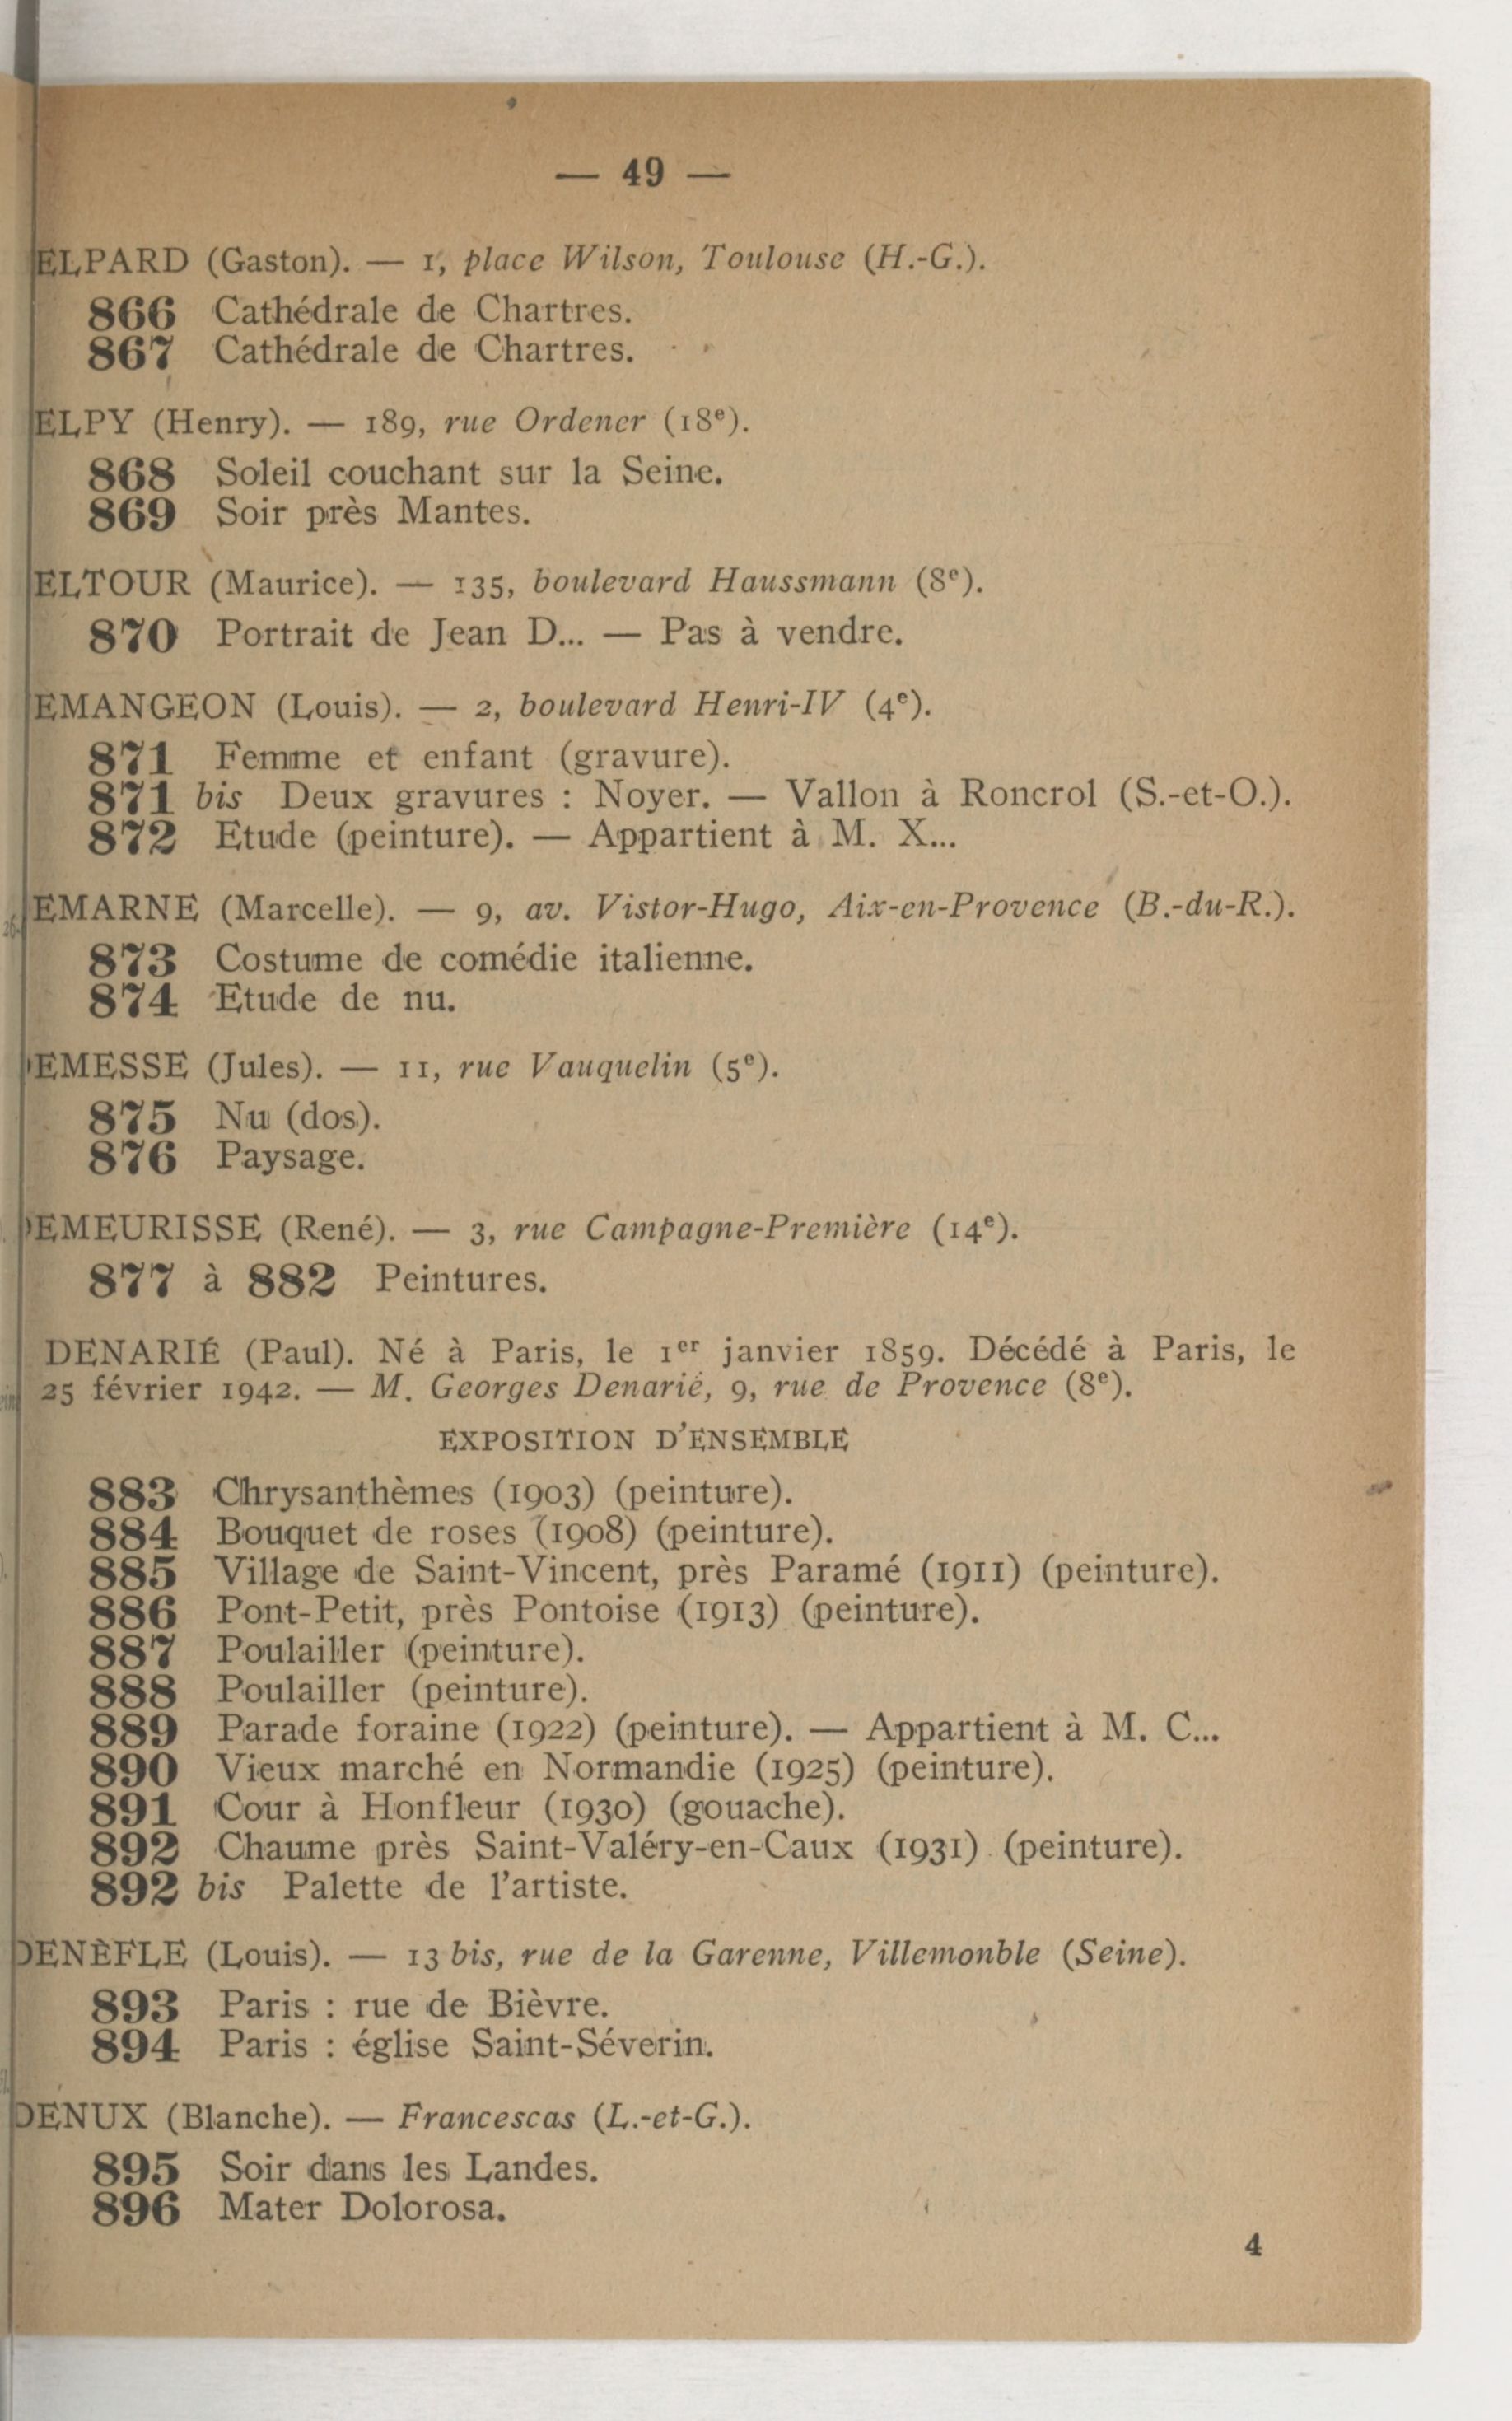 — 49 —
ELPARD (Gaston). — 1, place Wilson, Toulouse (H.-G.).
866 Cathédrale de Chartres.
867 Cathédrale de Chartres.
ELPY (Henry). — 189, rue Ordener (18e).
868 Soleil couchant sur la Seine.
869 Soir près Mantes.
ELTOUR (Maurice). — 135, boulevard Haussmann (8e).
870 Portrait de Jean D... — Pas à vendre.
EMANGEON (Louis). — 2, boulevard Henri-IV (4e).
871 Femme et enfant (gravure).
871 bis Deux gravures : Noyer. — Vallon à Roncrol (S.-et-O.).
872 Etude (peinture). — Appartient à M. X...
EMARNE (Marcelle). — 9, av. Vistor-Hugo, Aix-en-Provence (B.-du-R.).
873 Costume de comédie italienne.
874 Etude de nu.
EMESSE (Jules). — 11, rue Vauquelin (5e).
875 Nu (dos).
876 Paysage.
EMEURISSE (René). — 3, rue Campagne-Première (14e).
877 à 882 Peintures.
DENARIÉ (Paul). Né à Paris, le 1er janvier 1859. Décédé à Paris, le
25 février 1942. — M. Georges Denarié, 9, rue de Provence (8e).
EXPOSITION D'ENSEMBLE
883 Chrysanthèmes (1903) (peinture).
884 Bouquet de roses (1908) (peinture).
885 Village de Saint-Vincent, près Paramé (1911) (peinture).
886 Pont-Petit, près Pontoise (1913) (peinture).
887 Poulailler (peinture).
888 Poulailler (peinture).
889 Parade foraine (1922) (peinture). — Appartient à M. C...
890 Vieux marché en Normandie (1925) (peinture).
891 Cour à Honfleur (1930) (gouache).
892 Chaume près Saint-Valéry-en-Caux (1931) (peinture).
892 bis Palette de l'artiste.
DENÈFLE (Louis). — 13 bis, rue de la Garenne, Villemonble (Seine).
893 Paris : rue de Bièvre.
894 Paris : église Saint-Séverin.
DENUX (Blanche). — Francescas (L.-et-G.).
895 Soir dans les Landes.
896 Mater Dolorosa.
4